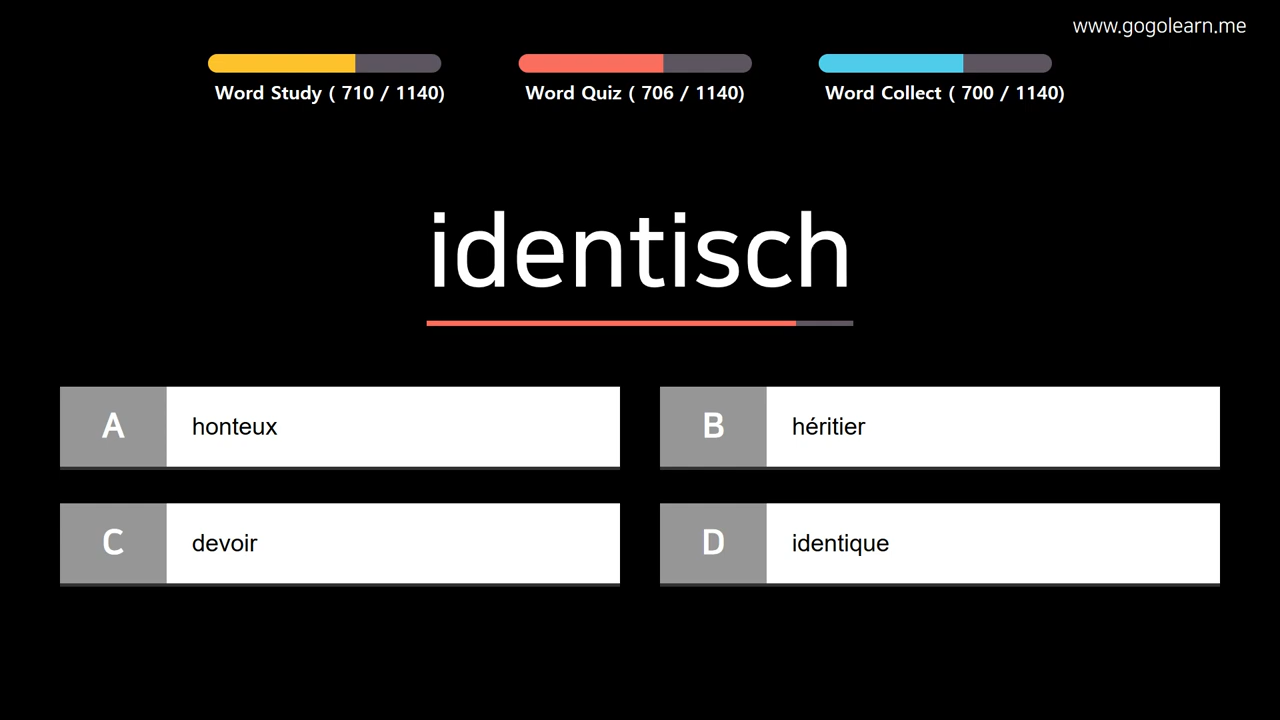 www.gogolearn.me
Word Study ( 710 / 1140)
Word Quiz ( 706 / 1140)
Word Collect ( 700 / 1140)
identisch
A honteux
B héritier
C devoir
D identique